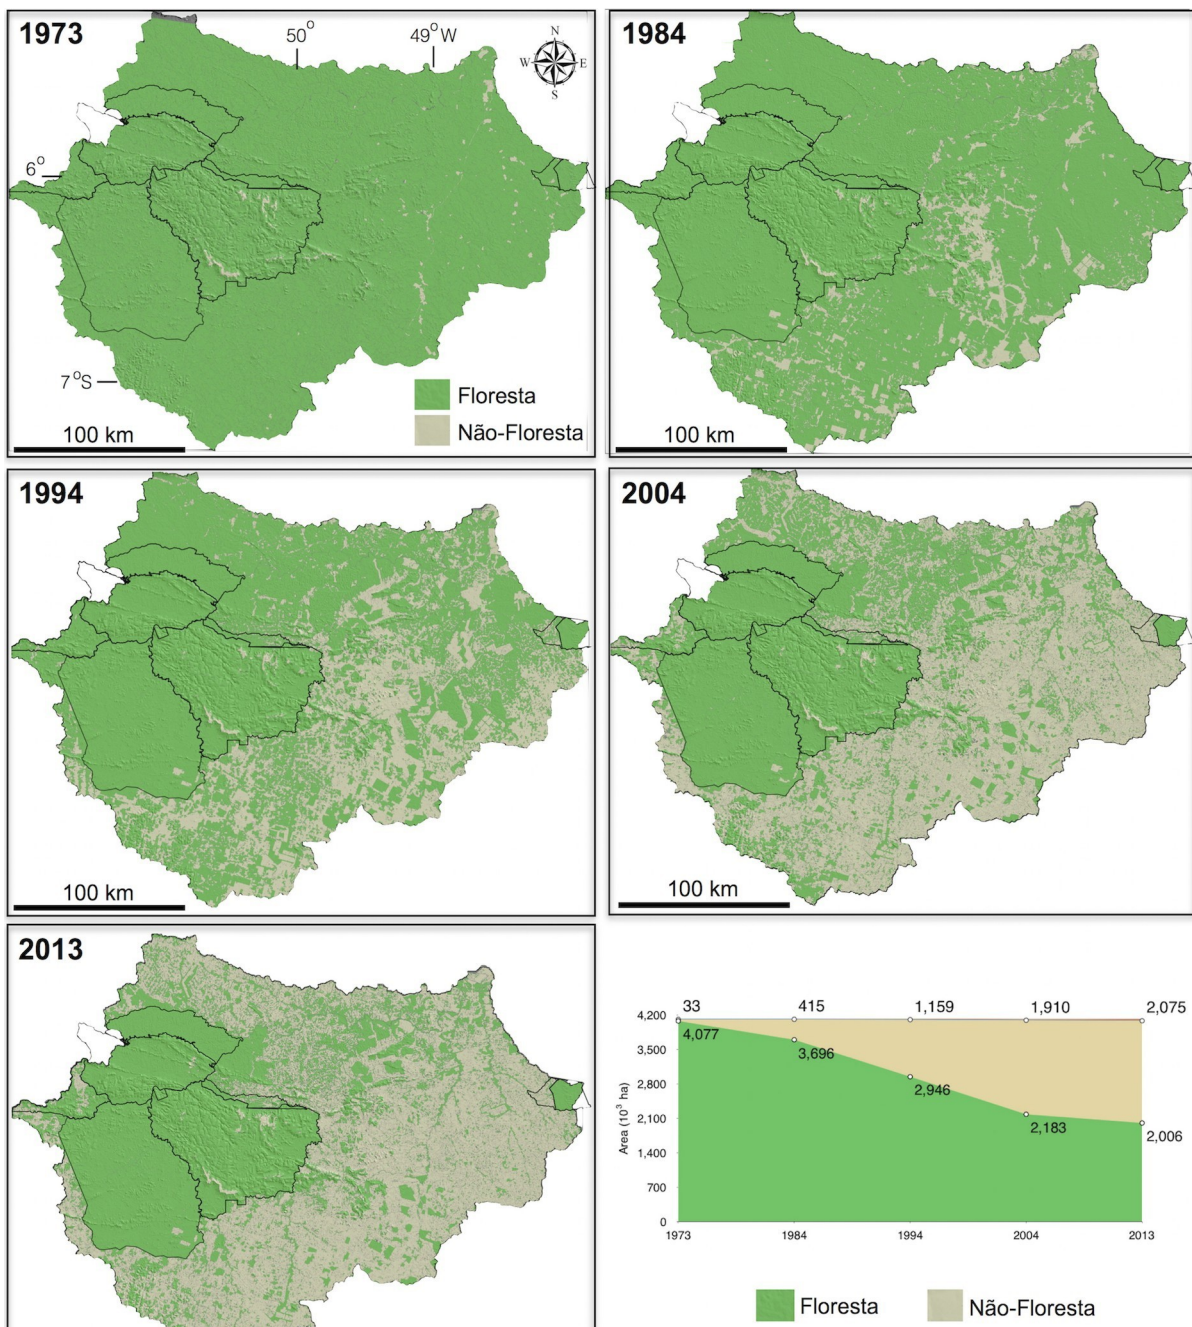 1973
50°
49°W
N
W
E
S
6°
7°S
Floresta
Não-Floresta
100 km
1984
100 km
1994
100 km
2004
100 km
2013
33
415
1,159
1,910
2,075
4,200
4,077
3,500
3,696
2,800
2,946
2,100
2,183
2,006
1,400
700
0
Area (10³ ha)
1973
1984
1994
2004
2013
Floresta
Não-Floresta